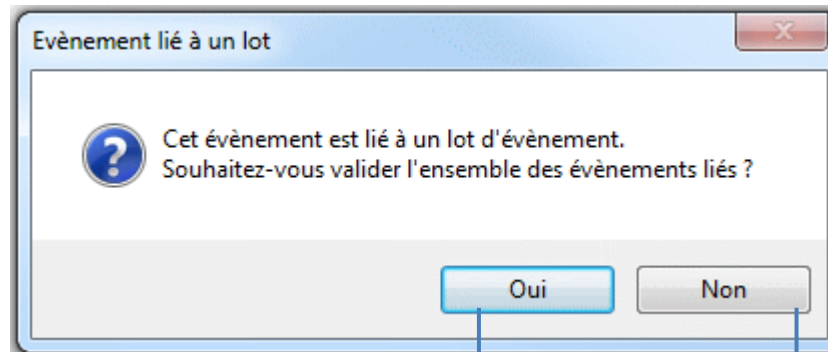 Evènement lié à un lot
Cet évènement est lié à un lot d'évènement.
Souhaitez-vous valider l'ensemble des évènements liés ?
Oui
Non